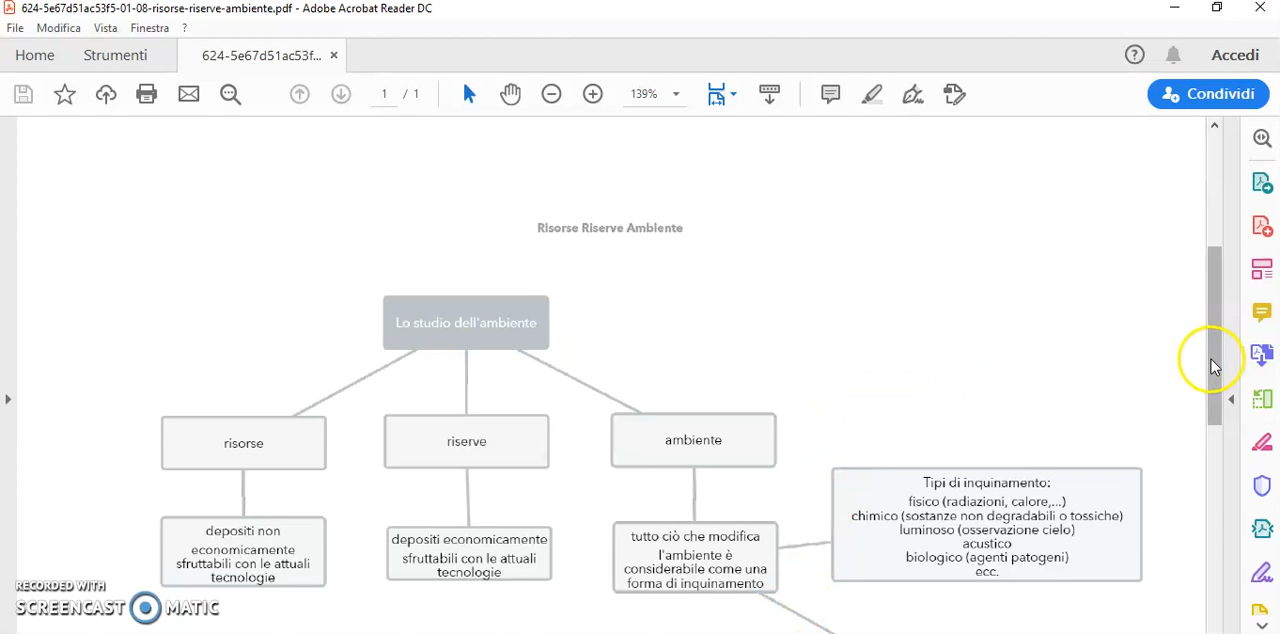 624-5e67d51ac53f5-01-08-risorse-riserve-ambiente.pdf - Adobe Acrobat Reader DC
File Modifica Vista Finestra ?
Home Strumenti 624-5e67d51ac53f... × Accedi
1 / 1 139% Condividi
Risorse Riserve Ambiente
Lo studio dell'ambiente
risorse
riserve
ambiente
depositi non
economicamente
sfruttabili con le attuali
tecnologie
depositi economicamente
sfruttabili con le attuali
tecnologie
tutto ciò che modifica
l'ambiente è
considerabile come una
forma di inquinamento
Tipi di inquinamento:
fisico (radiazioni, calore,...)
chimico (sostanze non degradabili o tossiche)
luminoso (osservazione cielo)
acustico
biologico (agenti patogeni)
ecc.
RECORDED WITH
SCREENCAST MATIC